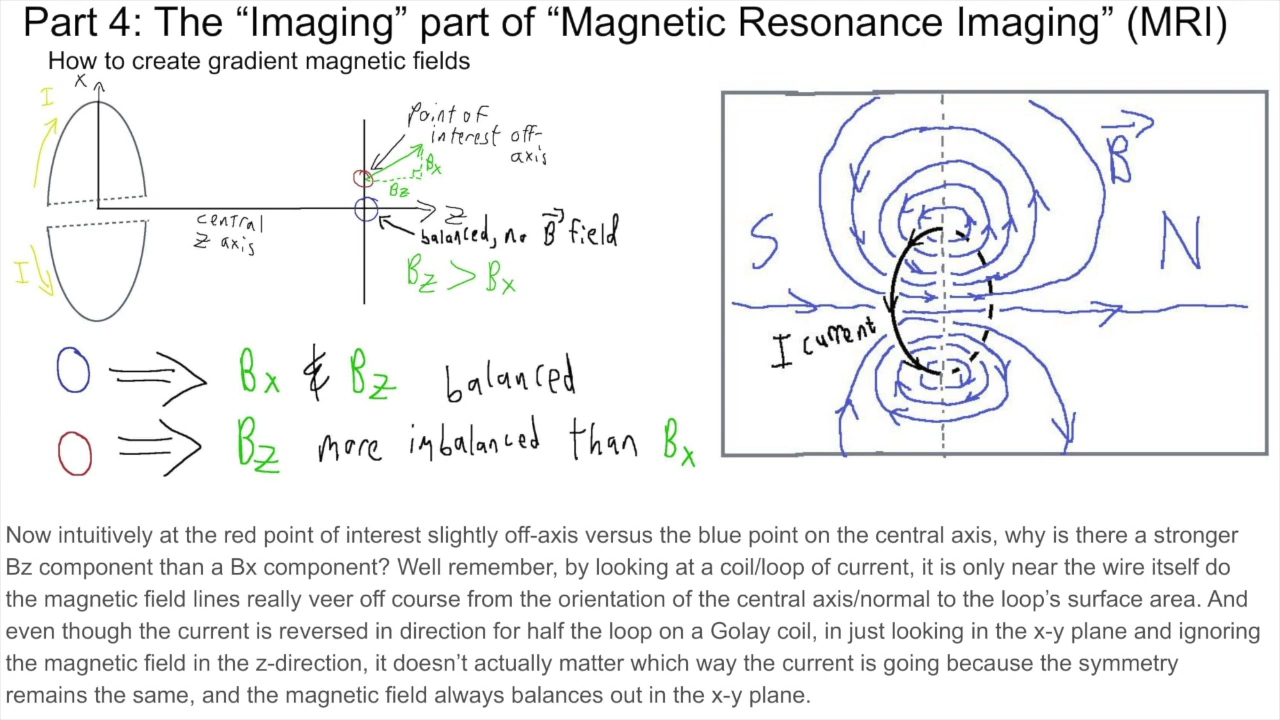 Part 4: The “Imaging” part of “Magnetic Resonance Imaging” (MRI)
How to create gradient magnetic fields
X
I
point of
interest off-
axis
Bx
Bz
central
z axis
Z
balanced, no B field
Bz > Bx
I
Bx & Bz balanced
Bz more imbalanced than Bx
B
S
N
I current
Now intuitively at the red point of interest slightly off-axis versus the blue point on the central axis, why is there a stronger
Bz component than a Bx component? Well remember, by looking at a coil/loop of current, it is only near the wire itself do
the magnetic field lines really veer off course from the orientation of the central axis/normal to the loop’s surface area. And
even though the current is reversed in direction for half the loop on a Golay coil, in just looking in the x-y plane and ignoring
the magnetic field in the z-direction, it doesn’t actually matter which way the current is going because the symmetry
remains the same, and the magnetic field always balances out in the x-y plane.